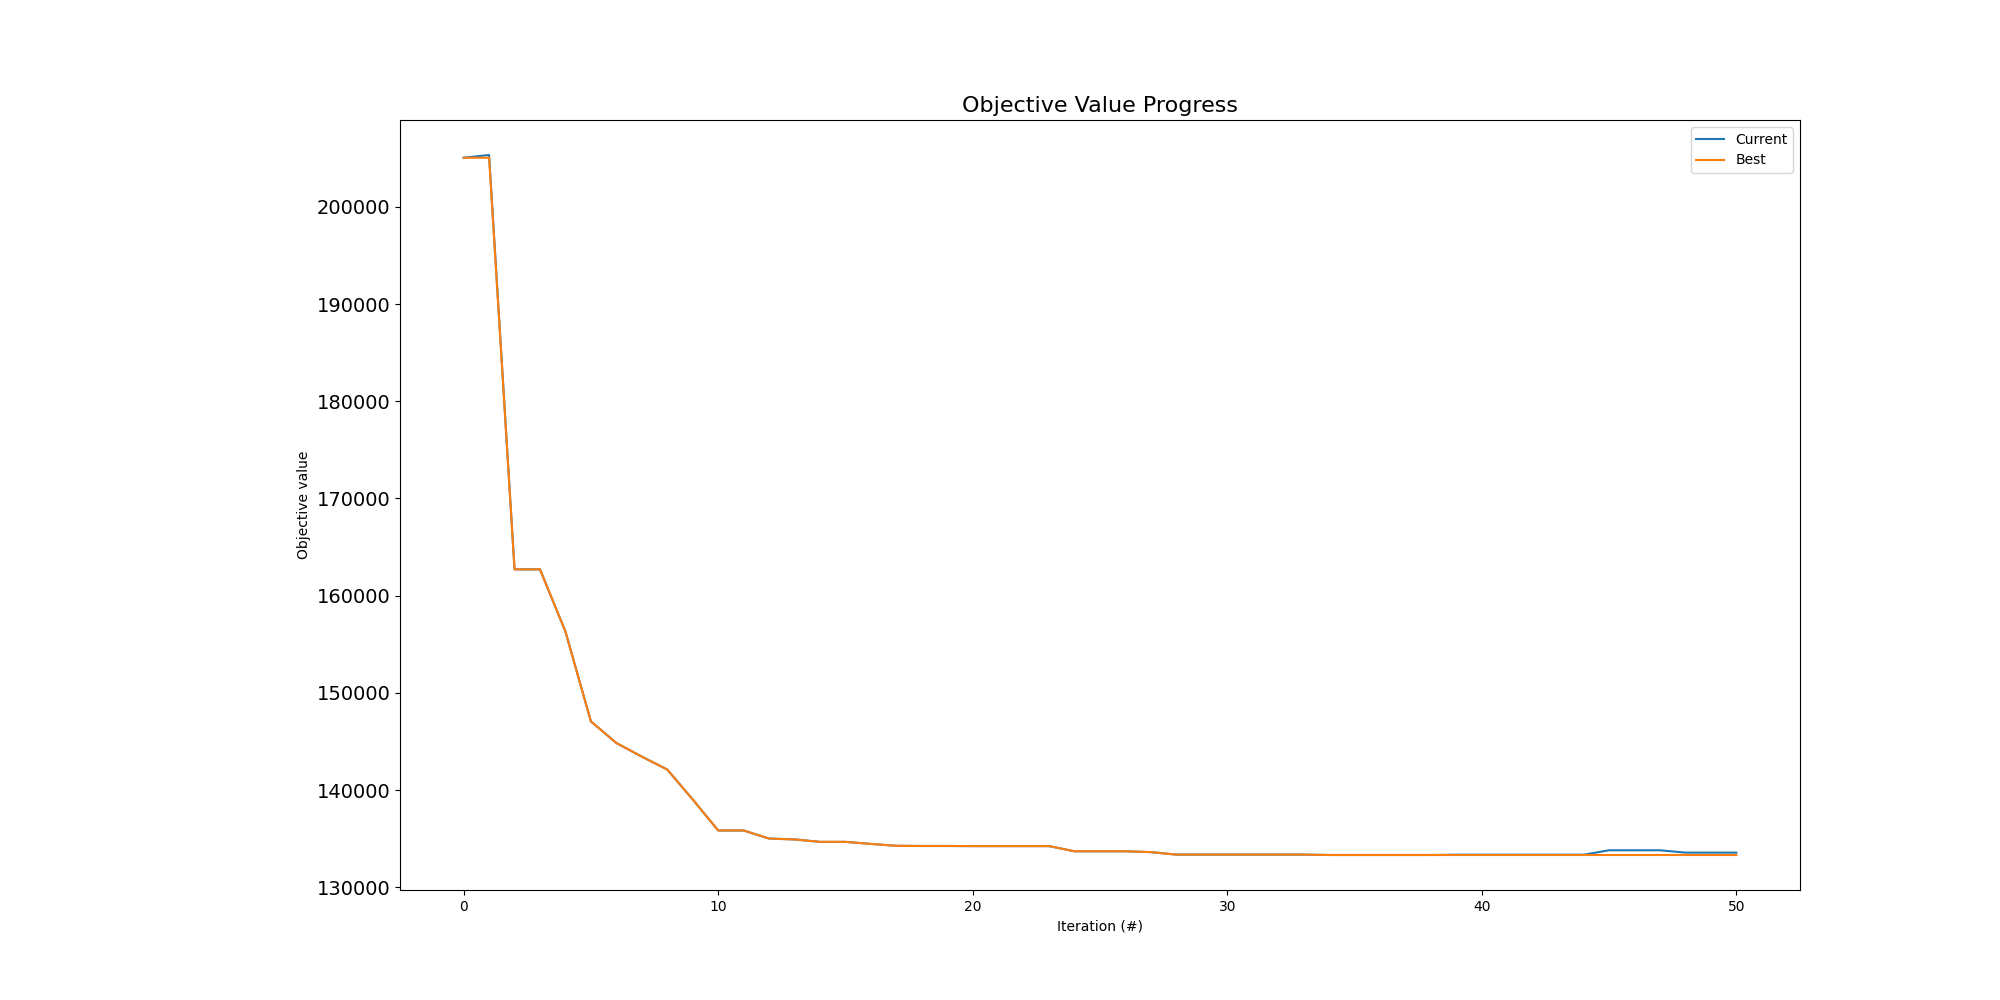 Objective Value Progress
Current
Best
200000
190000
180000
170000
160000
150000
140000
130000
Objective value
0 10 20 30 40 50
Iteration (#)